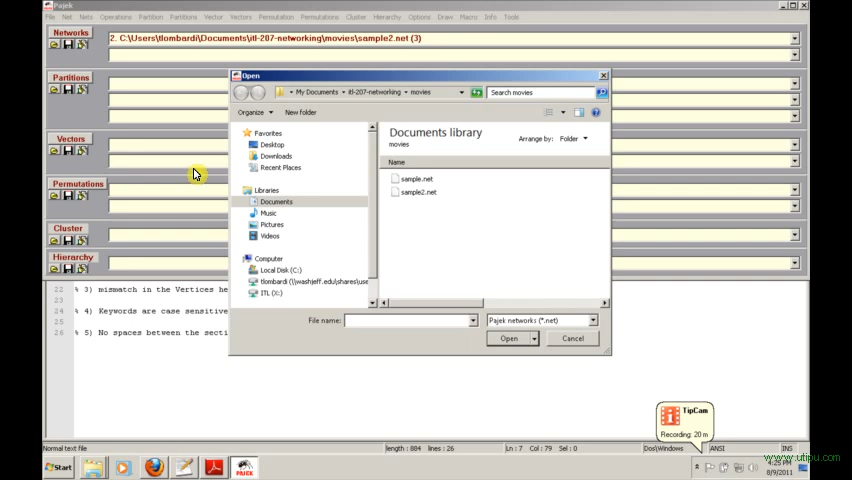 Pajek
File Net Nets Operations Partition Partitions Vector Vectors Permutation Permutations Cluster Hierarchy Options Draw Macro Info Tools
Networks
2. C:\Users\tlombardi\Documents\itl-207-networking\movies\sample2.net (3)
Partitions
Vectors
Permutations
Cluster
Hierarchy
Open
My Documents itl-207-networking movies
Search movies
Organize New folder
Favorites
Desktop
Downloads
Recent Places
Libraries
Documents
Music
Pictures
Videos
Computer
Local Disk (C:)
tlombardi (\\washjeff.edu\shares\use
ITL (X:)
Documents library
movies
Arrange by: Folder
Name
sample.net
sample2.net
File name:
Pajek networks (*.net)
Open Cancel
22 % 3) mismatch in the Vertices he
23
24 % 4) Keywords are case sensitive
25
26 % 5) No spaces between the secti
TipCam
Recording: 20 m
Normal text file length : 884 lines : 26 Ln : 7 Col : 79 Sel : 0 Dos\Windows ANSI INS
Start
PAJEK
4:25 PM
8/9/2011
www.utipu.com